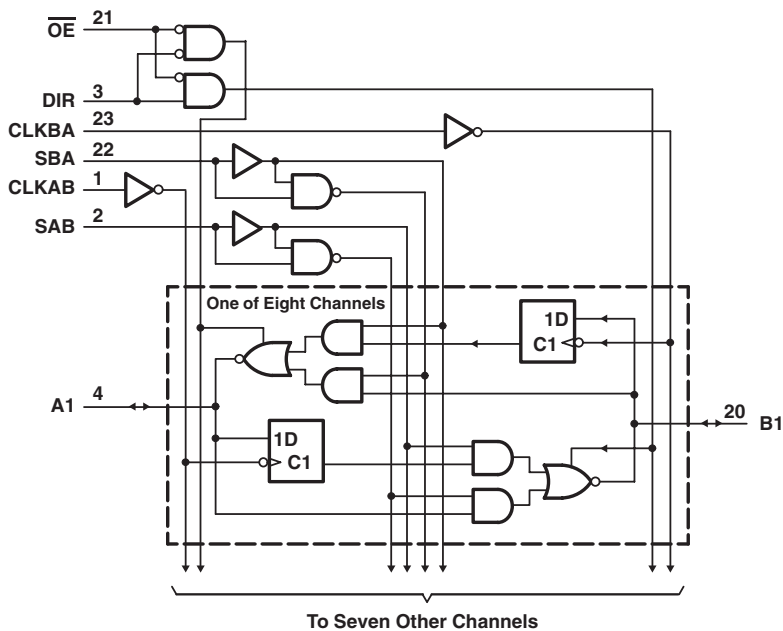 O̅E̅ 21
DIR 3
CLKBA 23
SBA 22
CLKAB 1
SAB 2
One of Eight Channels
1D
C1
A1 4
20 B1
1D
C1
To Seven Other Channels